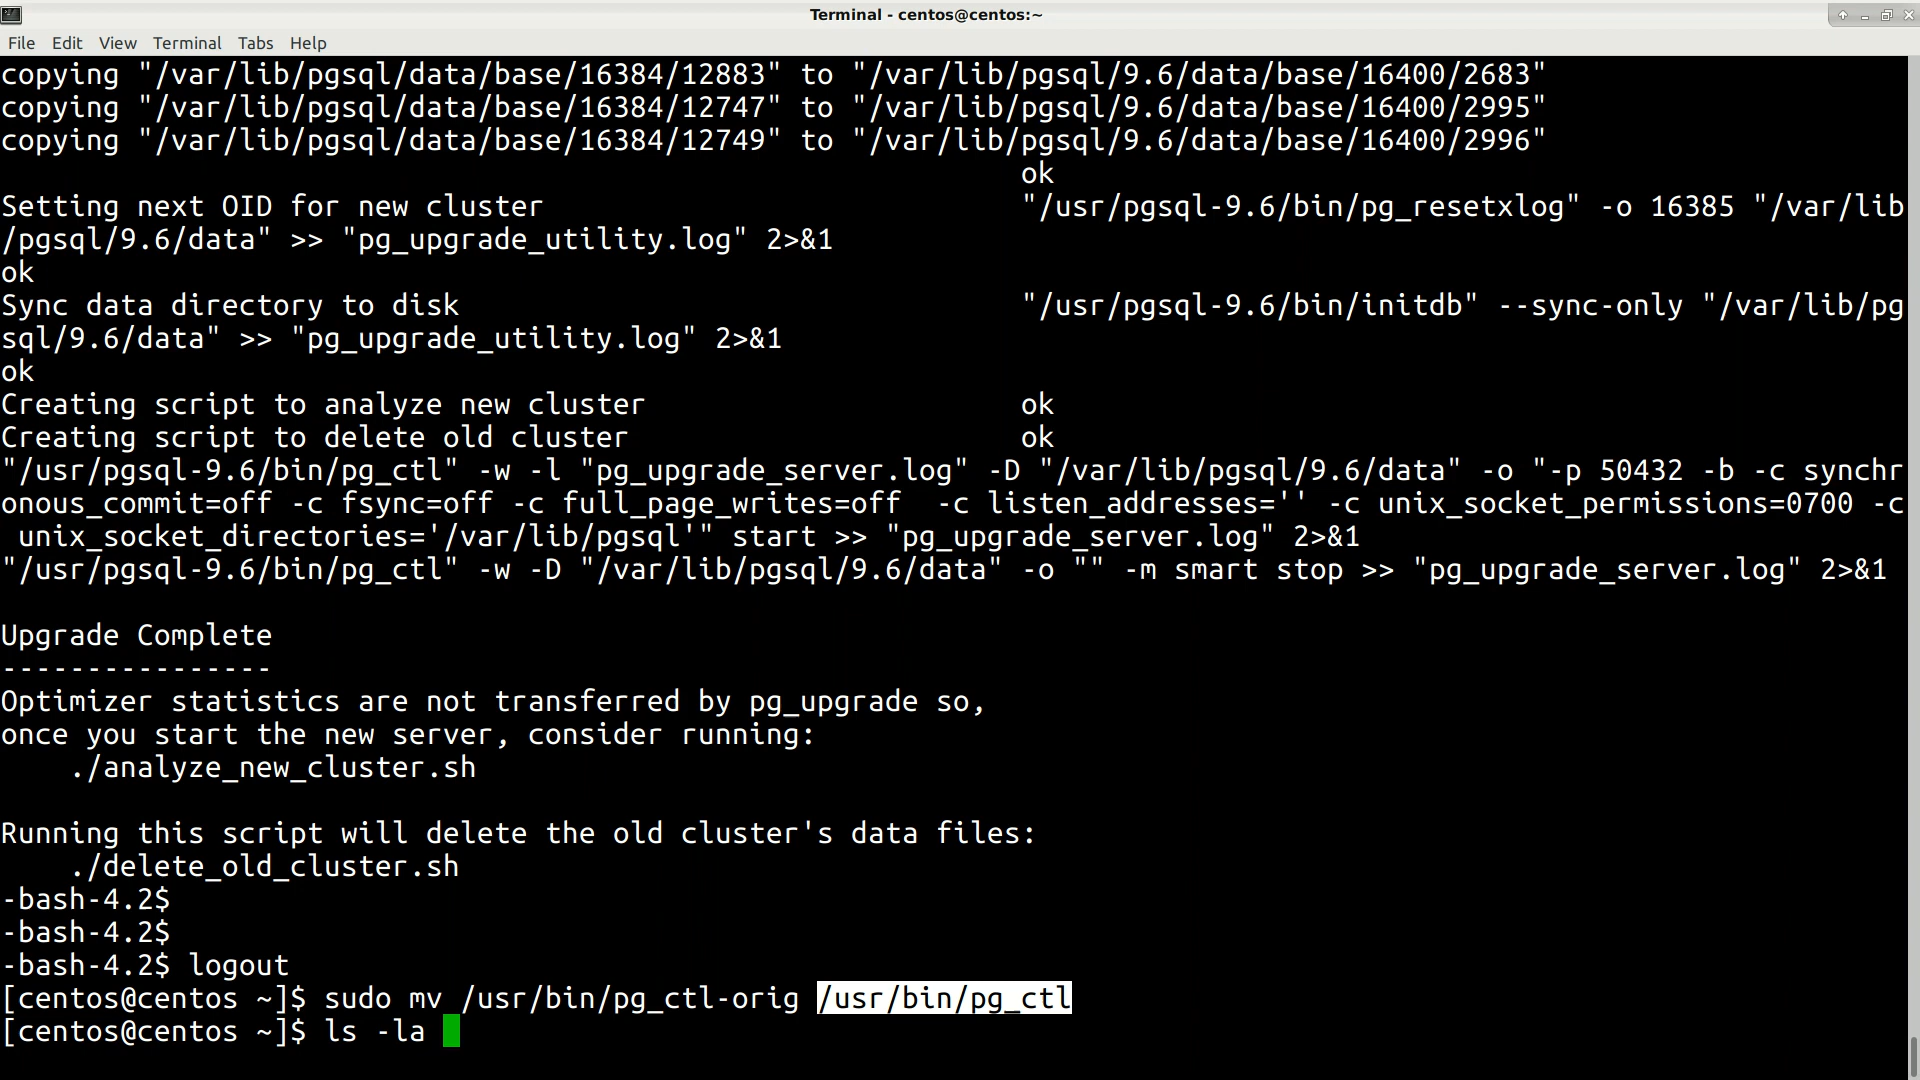 Terminal - centos@centos:~
File Edit View Terminal Tabs Help
copying "/var/lib/pgsql/data/base/16384/12883" to "/var/lib/pgsql/9.6/data/base/16400/2683"
copying "/var/lib/pgsql/data/base/16384/12747" to "/var/lib/pgsql/9.6/data/base/16400/2995"
copying "/var/lib/pgsql/data/base/16384/12749" to "/var/lib/pgsql/9.6/data/base/16400/2996"
ok
Setting next OID for new cluster "/usr/pgsql-9.6/bin/pg_resetxlog" -o 16385 "/var/lib
/pgsql/9.6/data" >> "pg_upgrade_utility.log" 2>&1
ok
Sync data directory to disk "/usr/pgsql-9.6/bin/initdb" --sync-only "/var/lib/pg
sql/9.6/data" >> "pg_upgrade_utility.log" 2>&1
ok
Creating script to analyze new cluster ok
Creating script to delete old cluster ok
"/usr/pgsql-9.6/bin/pg_ctl" -w -l "pg_upgrade_server.log" -D "/var/lib/pgsql/9.6/data" -o "-p 50432 -b -c synchr
onous_commit=off -c fsync=off -c full_page_writes=off  -c listen_addresses='' -c unix_socket_permissions=0700 -c
unix_socket_directories='/var/lib/pgsql'" start >> "pg_upgrade_server.log" 2>&1
"/usr/pgsql-9.6/bin/pg_ctl" -w -D "/var/lib/pgsql/9.6/data" -o "" -m smart stop >> "pg_upgrade_server.log" 2>&1
Upgrade Complete
----------------
Optimizer statistics are not transferred by pg_upgrade so,
once you start the new server, consider running:
./analyze_new_cluster.sh
Running this script will delete the old cluster's data files:
./delete_old_cluster.sh
-bash-4.2$
-bash-4.2$
-bash-4.2$ logout
[centos@centos ~]$ sudo mv /usr/bin/pg_ctl-orig /usr/bin/pg_ctl
[centos@centos ~]$ ls -la